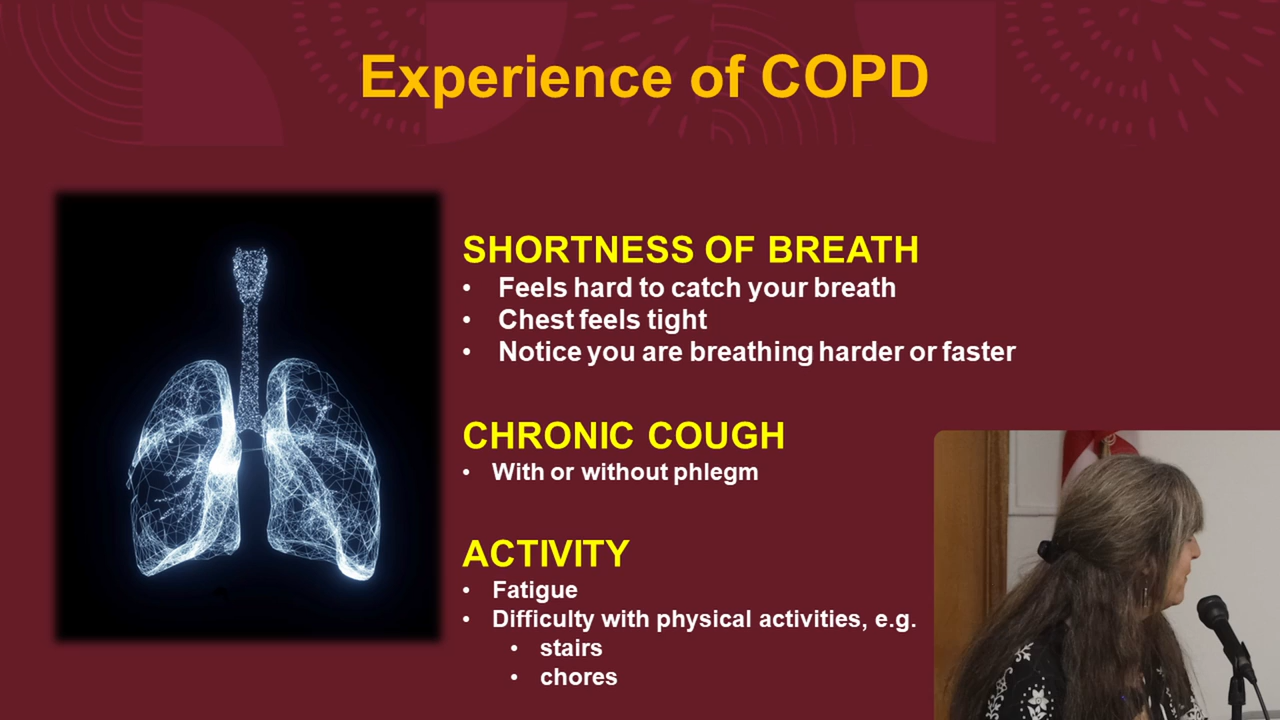 Experience of COPD
SHORTNESS OF BREATH
• Feels hard to catch your breath
• Chest feels tight
• Notice you are breathing harder or faster
CHRONIC COUGH
• With or without phlegm
ACTIVITY
• Fatigue
• Difficulty with physical activities, e.g.
• stairs
• chores